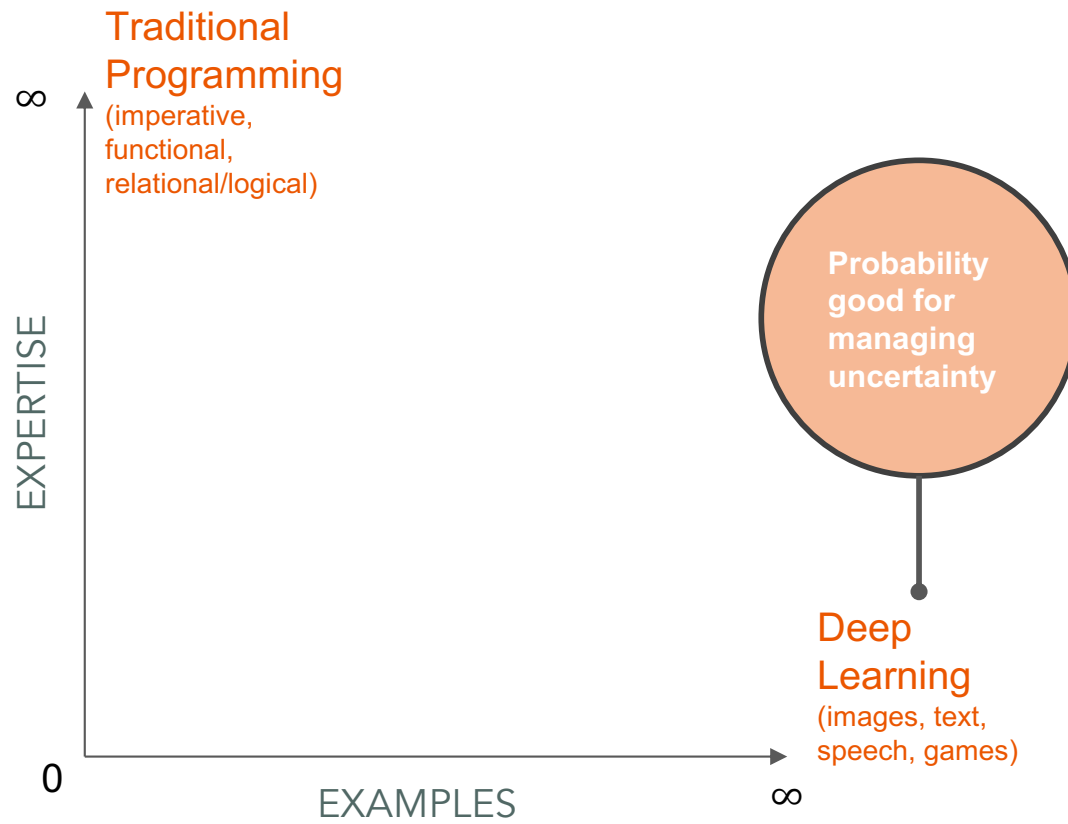 Traditional
Programming
(imperative,
functional,
relational/logical)
∞
EXPERTISE
Probability
good for
managing
uncertainty
Deep
Learning
(images, text,
speech, games)
0
EXAMPLES
∞